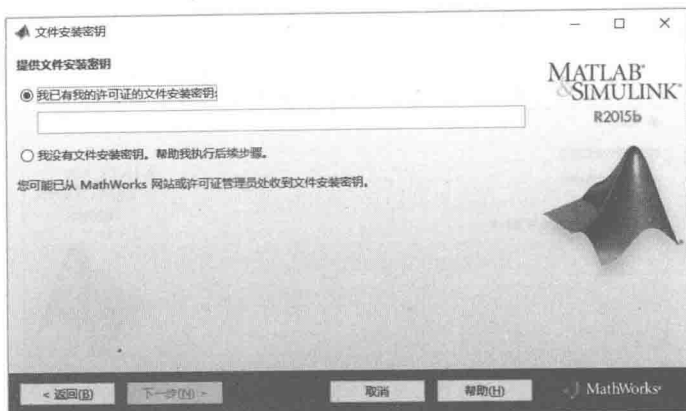 文件安装密钥
提供文件安装密钥
MATLAB®
&SIMULINK®
R2015b
我已有我的许可证的文件安装密钥:
我没有文件安装密钥。帮助我执行后续步骤。
您可能已从 MathWorks 网站或许可证管理员处收到文件安装密钥。
< 返回(B)
下一步(N) >
取消
帮助(H)
MathWorks®